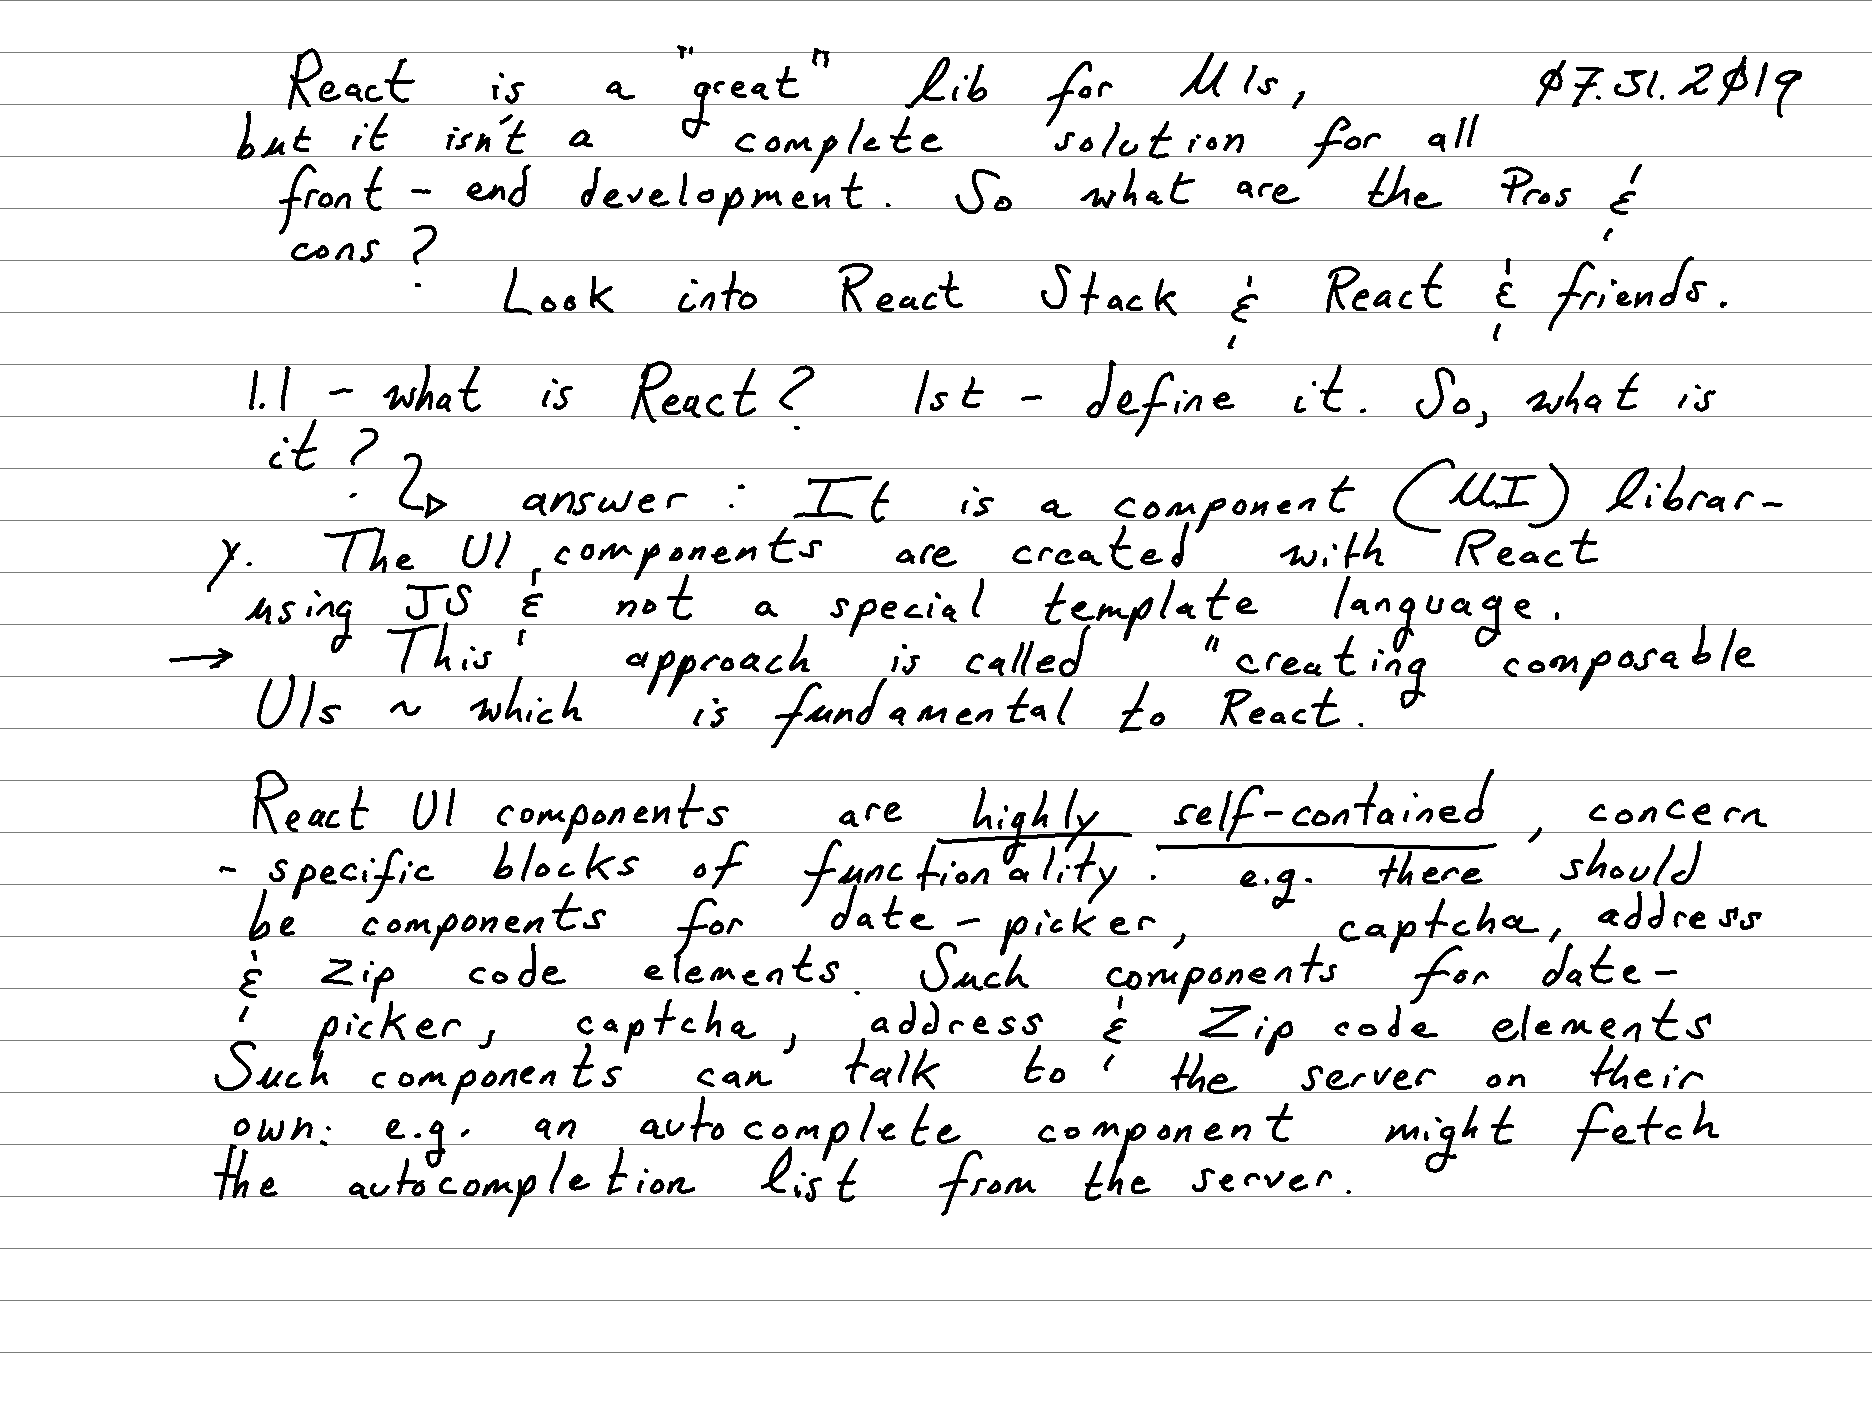 React is a "great" lib for UIs, 07.31.2019
but it isn't a complete solution for all
front - end development. So what are the Pros &
cons?
Look into React Stack & React & friends.
1.1 - what is React? 1st - define it. So, what is
it?
answer: It is a component (UI) librar-
y. The UI components are created with React
using JS & not a special template language.
→ This approach is called "creating composable
UIs ~ which is fundamental to React.
React UI components are highly self-contained, concern
- specific blocks of functionality. e.g. there should
be components for date - picker, captcha, address
& zip code elements. Such components for date -
picker, captcha, address & Zip code elements
Such components can talk to the server on their
own: e.g. an autocomplete component might fetch
the autocompletion list from the server.